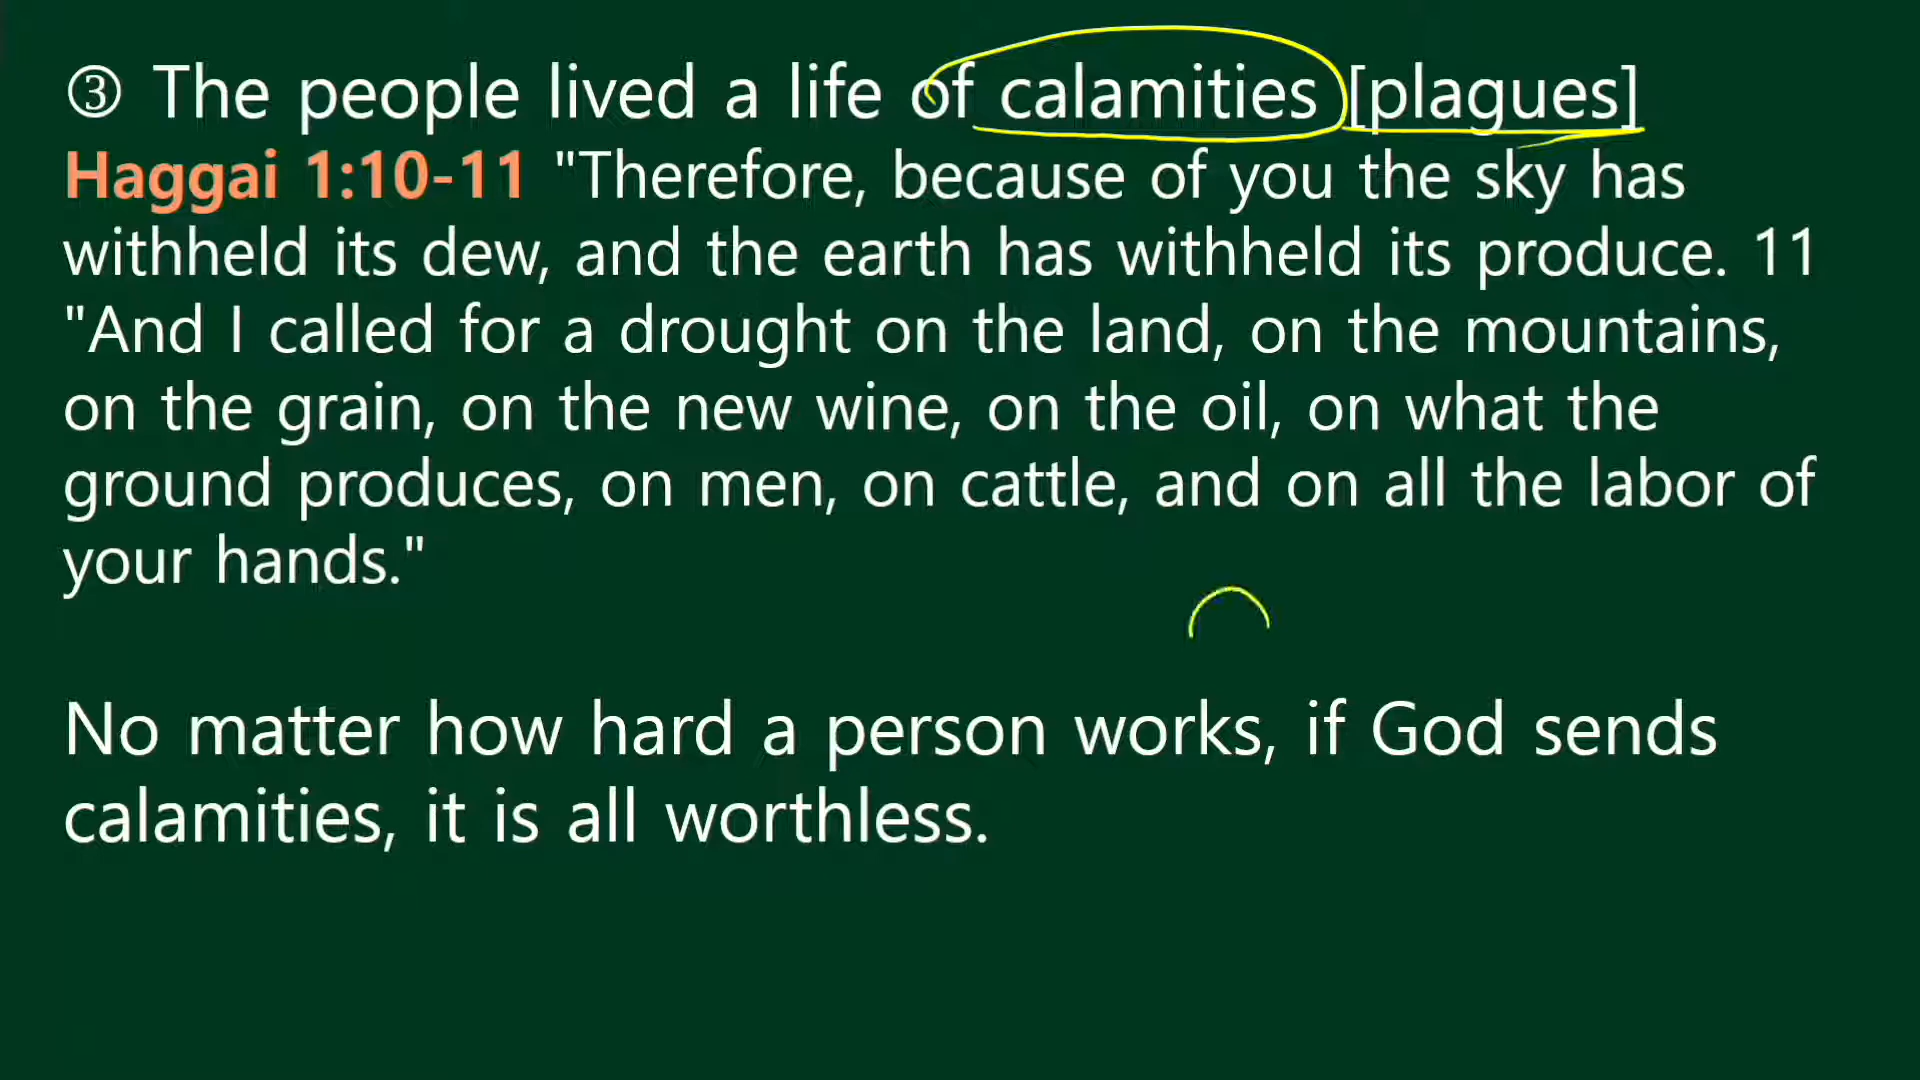 ③ The people lived a life of calamities [plagues]
Haggai 1:10-11 "Therefore, because of you the sky has
withheld its dew, and the earth has withheld its produce. 11
"And I called for a drought on the land, on the mountains,
on the grain, on the new wine, on the oil, on what the
ground produces, on men, on cattle, and on all the labor of
your hands."
No matter how hard a person works, if God sends
calamities, it is all worthless.